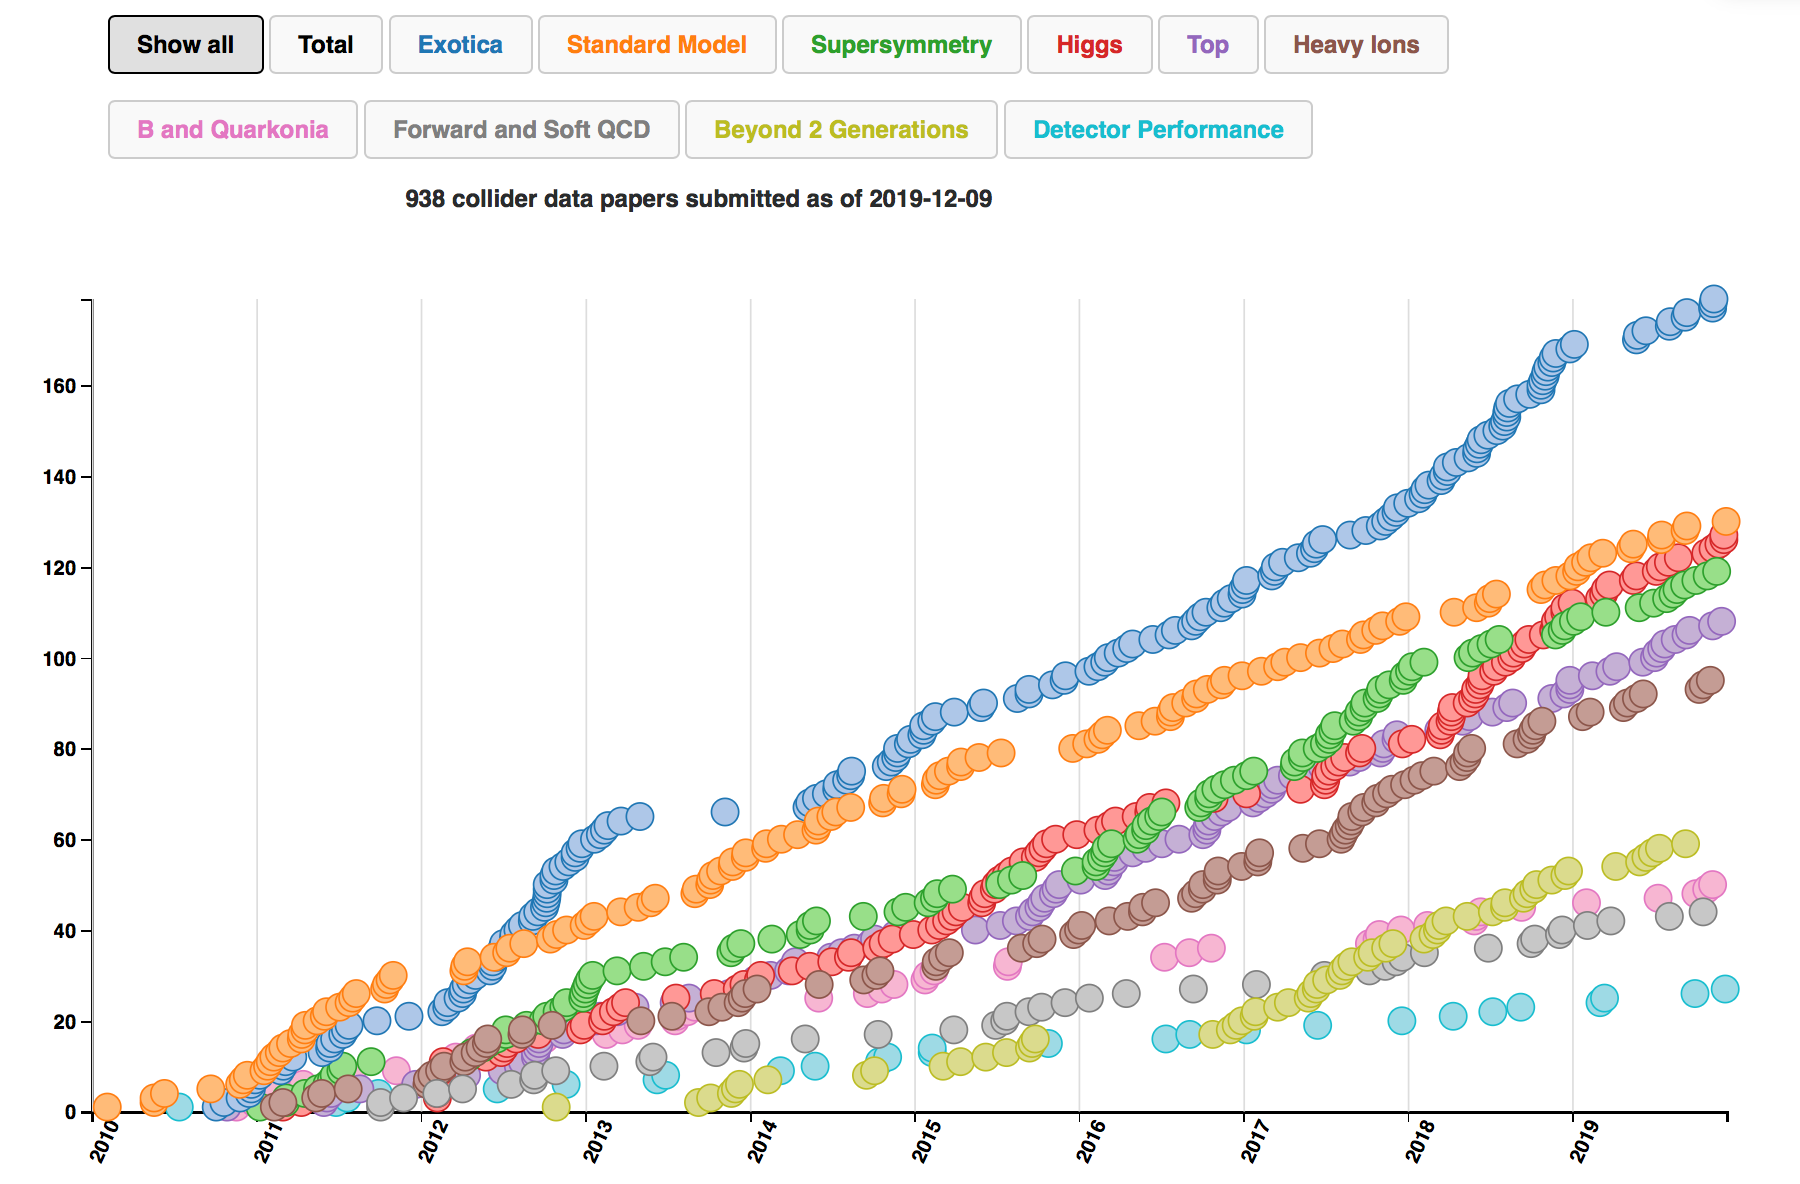 Show all Total Exotica Standard Model Supersymmetry Higgs Top Heavy Ions
B and Quarkonia Forward and Soft QCD Beyond 2 Generations Detector Performance
938 collider data papers submitted as of 2019-12-09
160
140
120
100
80
60
40
20
0
2010 2011 2012 2013 2014 2015 2016 2017 2018 2019